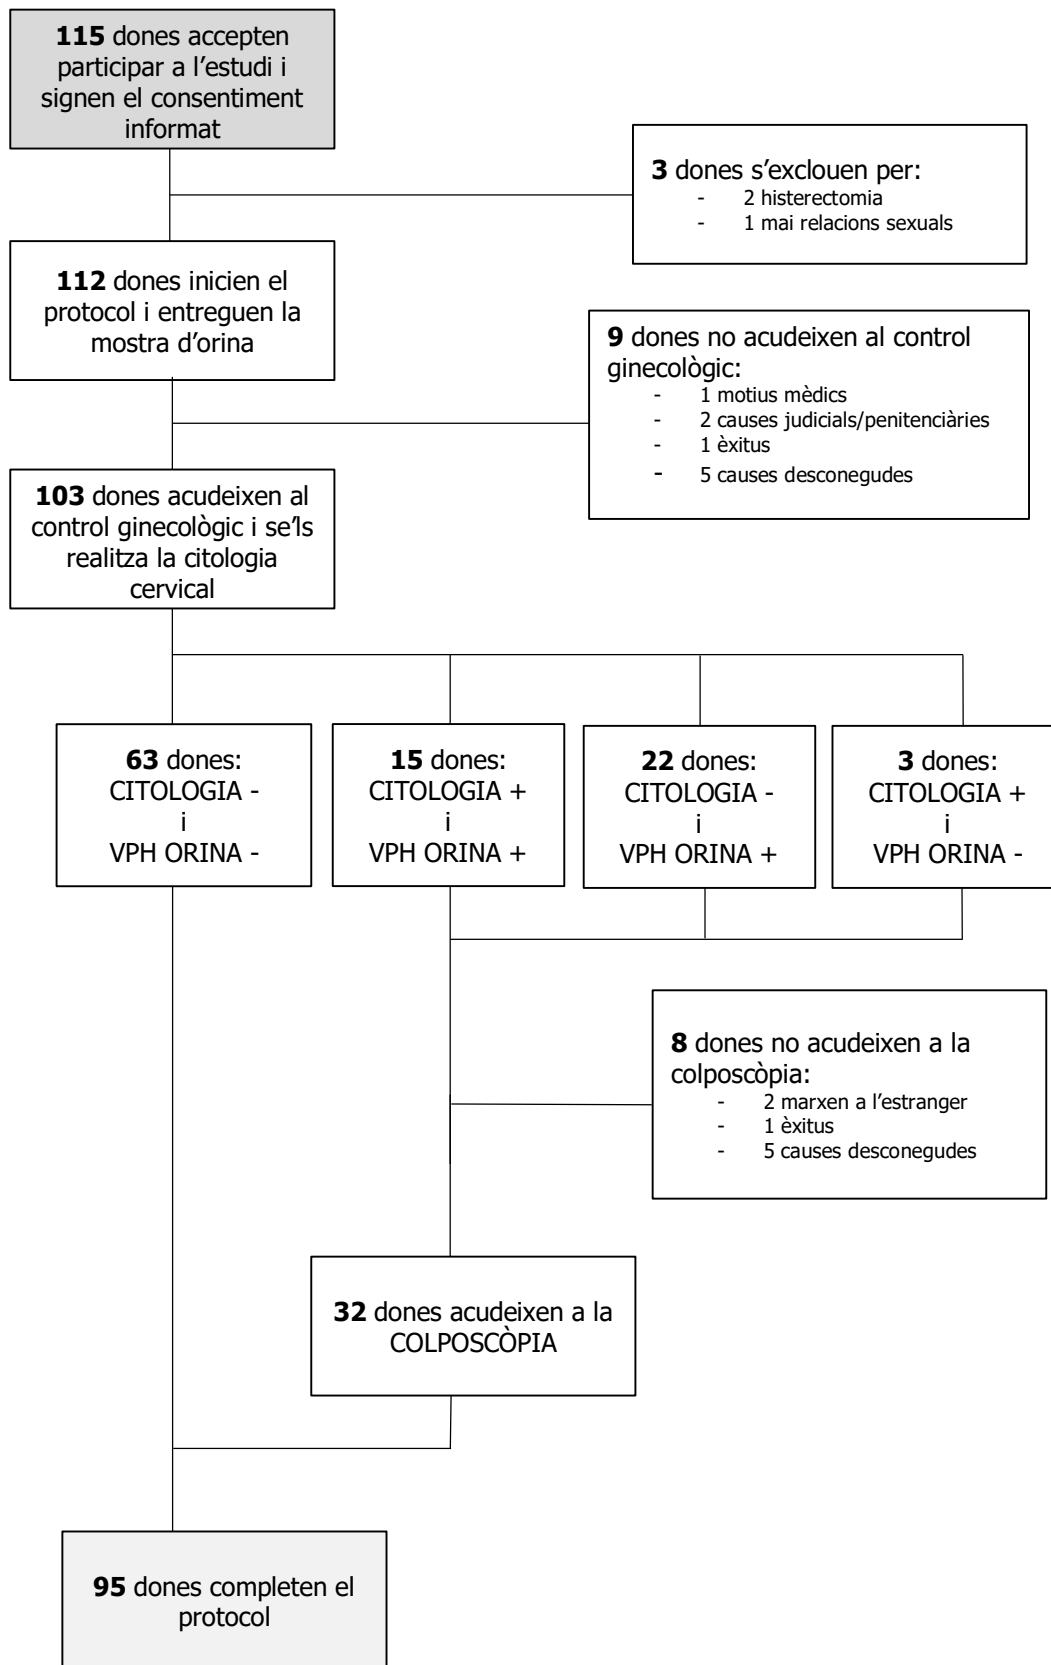 115 dones accepten
participar a l’estudi i
signen el consentiment
informat
3 dones s’exclouen per:
- 2 histerectomia
- 1 mai relacions sexuals
112 dones inicien el
protocol i entreguen la
mostra d’orina
9 dones no acudeixen al control
ginecològic:
- 1 motius mèdics
- 2 causes judicials/penitenciàries
- 1 èxitus
- 5 causes desconegudes
103 dones acudeixen al
control ginecològic i se’ls
realitza la citologia
cervical
63 dones:
CITOLOGIA -
i
VPH ORINA -
15 dones:
CITOLOGIA +
i
VPH ORINA +
22 dones:
CITOLOGIA -
i
VPH ORINA +
3 dones:
CITOLOGIA +
i
VPH ORINA -
8 dones no acudeixen a la
colposcòpia:
- 2 marxen a l’estranger
- 1 èxitus
- 5 causes desconegudes
32 dones acudeixen a la
COLPOSCÒPIA
95 dones completen el
protocol